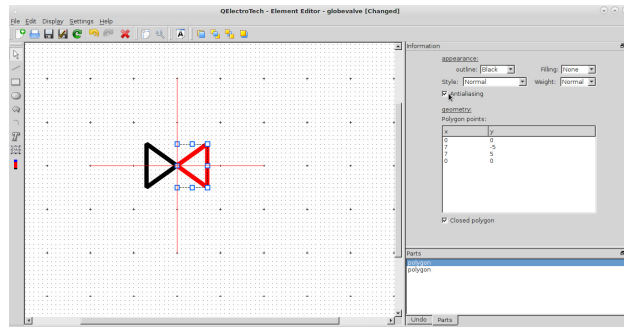 QElectroTech - Element Editor - globevalve [Changed]
File Edit Display Settings Help
Information
appearance:
outline: Black Filling: None
Style: Normal Weight: Normal
Antialiasing
geometry:
Polygon points:
x y
0 0
7 -5
7 5
0 0
Closed polygon
Parts
polygon
polygon
Undo Parts